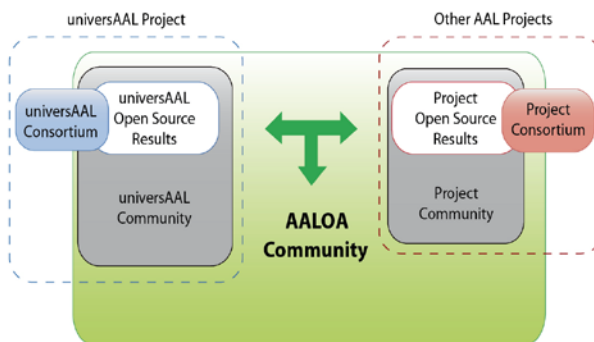 universAAL Project
Other AAL Projects
universAAL
Consortium
universAAL
Open Source
Results
universAAL
Community
AALOA
Community
Project
Open Source
Results
Project
Consortium
Project
Community